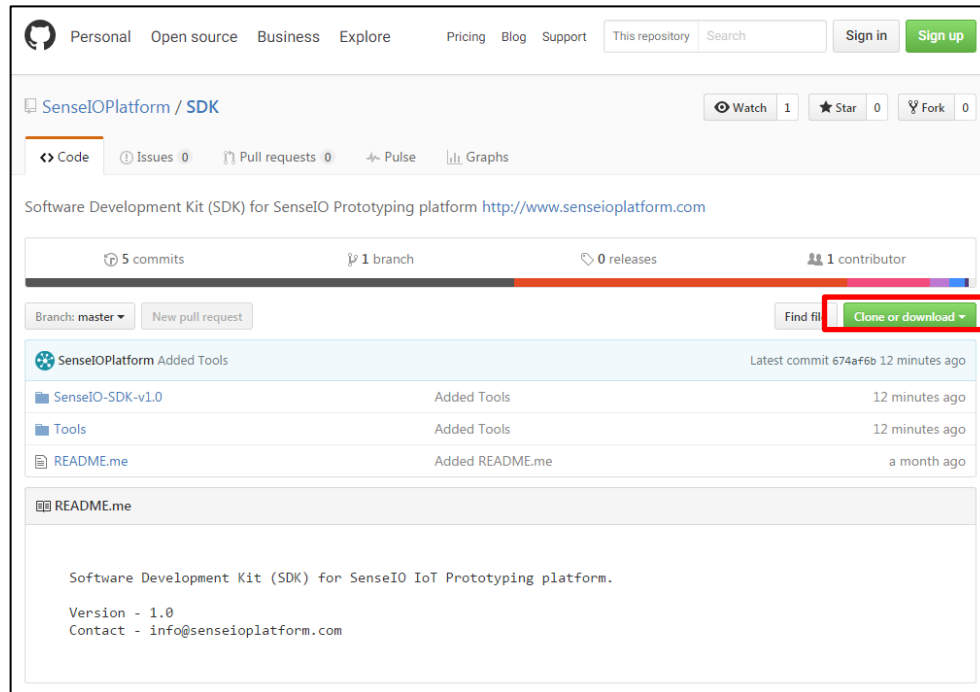 Personal Open source Business Explore Pricing Blog Support This repository Search Sign in Sign up
SenseIOPlatform / SDK Watch 1 Star 0 Fork 0
Code Issues 0 Pull requests 0 Pulse Graphs
Software Development Kit (SDK) for SenseIO Prototyping platform http://www.senseioplatform.com
5 commits 1 branch 0 releases 1 contributor
Branch: master New pull request Find Clone or download
SenseIOPlatform Added Tools Latest commit 674af6b 12 minutes ago
SenseIO-SDK-v1.0 Added Tools 12 minutes ago
Tools Added Tools 12 minutes ago
README.me Added README.me a month ago
README.me
Software Development Kit (SDK) for SenseIO IoT Prototyping platform.
Version - 1.0
Contact - info@senseioplatform.com